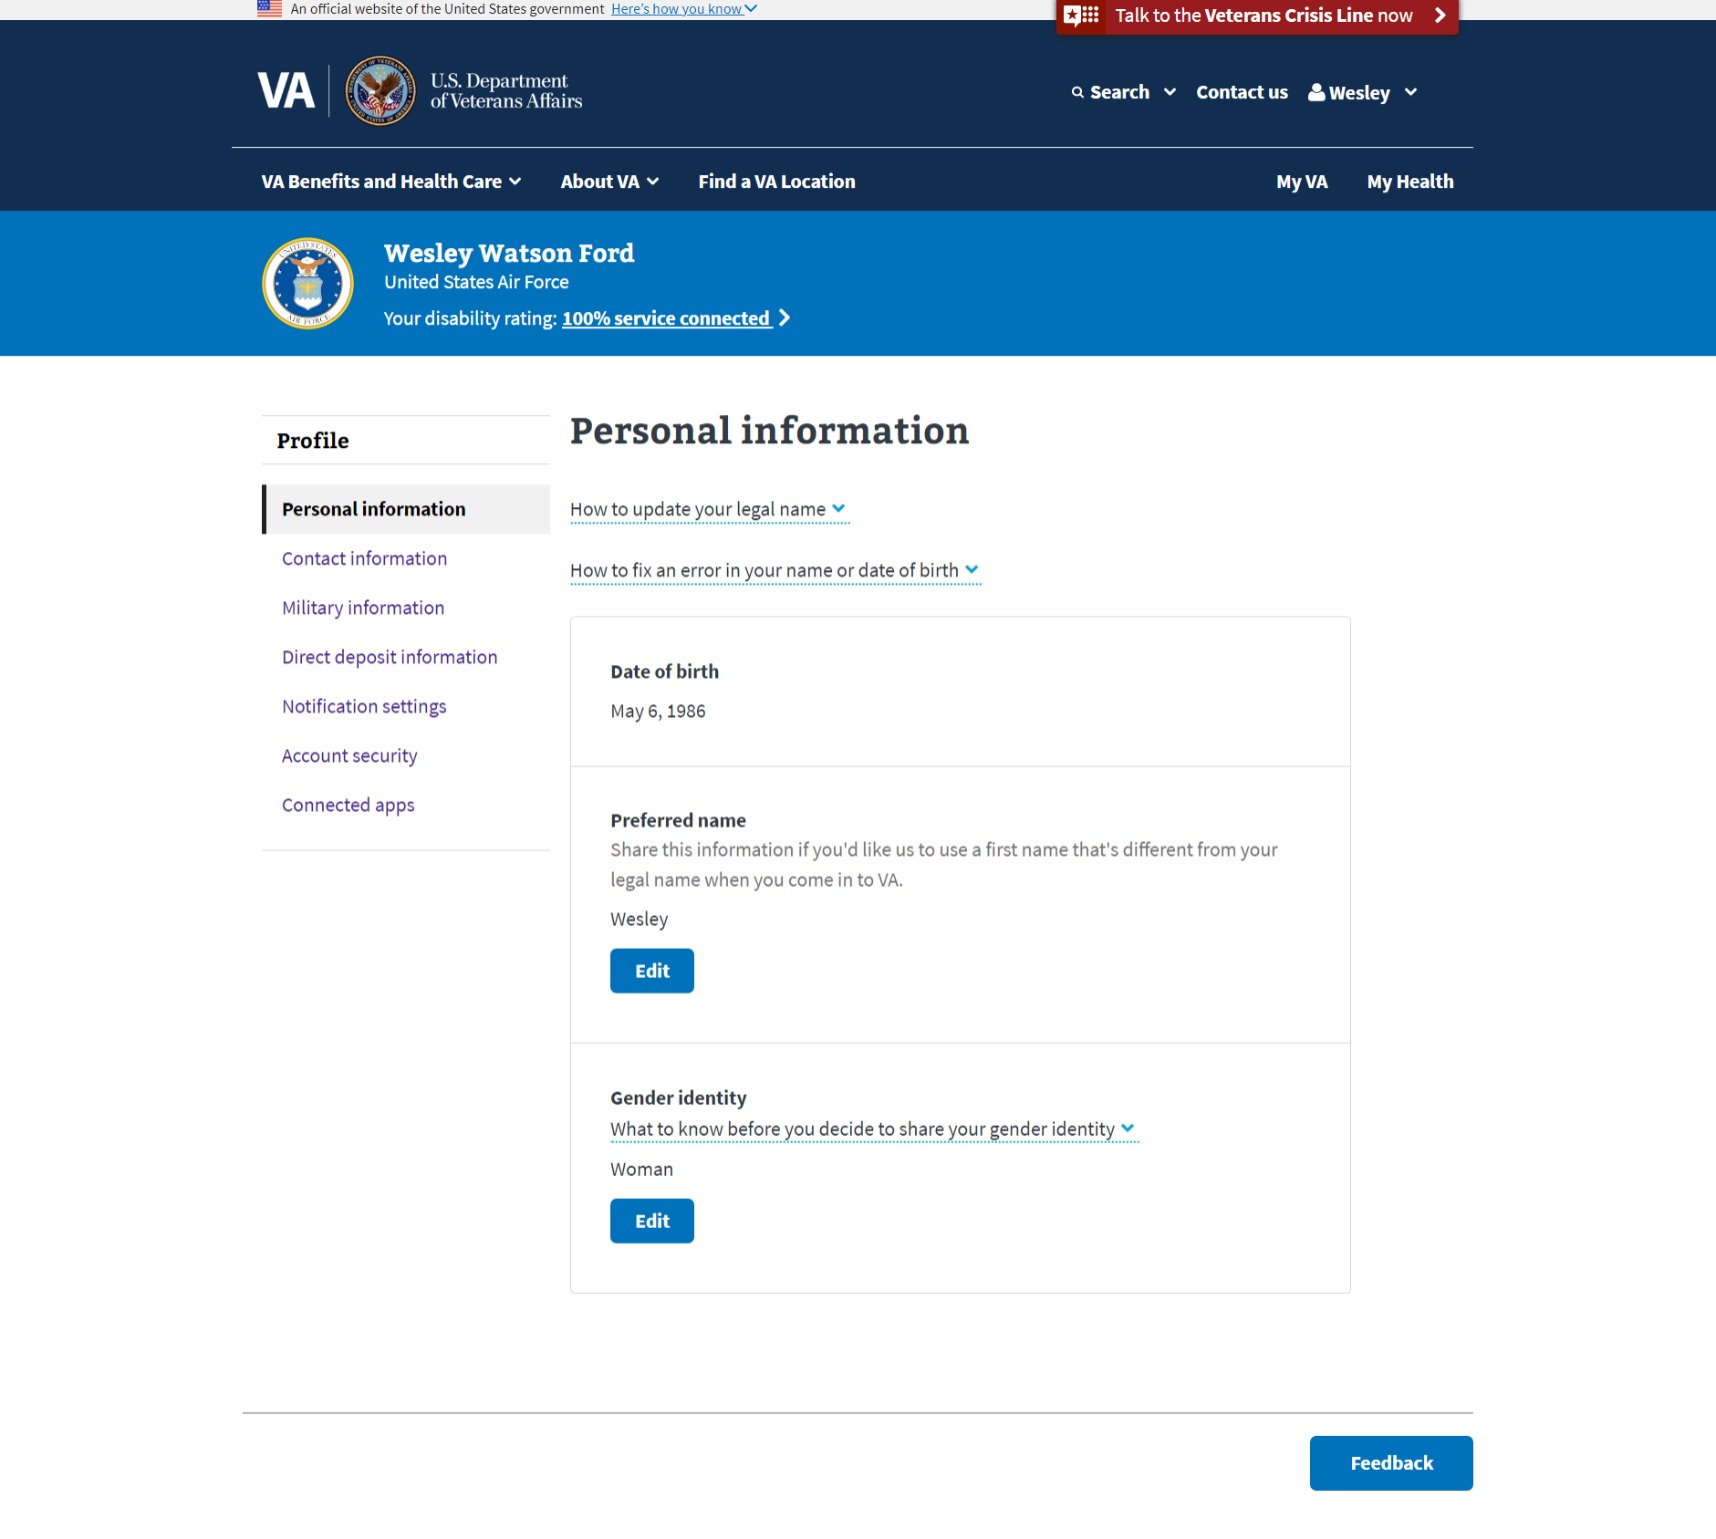 An official website of the United States government Here's how you know
Talk to the Veterans Crisis Line now
VA
U.S. Department
of Veterans Affairs
Search
Contact us
Wesley
VA Benefits and Health Care
About VA
Find a VA Location
My VA
My Health
Wesley Watson Ford
United States Air Force
Your disability rating: 100% service connected
Profile
Personal information
Contact information
Military information
Direct deposit information
Notification settings
Account security
Connected apps
Personal information
How to update your legal name
How to fix an error in your name or date of birth
Date of birth
May 6, 1986
Preferred name
Share this information if you'd like us to use a first name that's different from your
legal name when you come in to VA.
Wesley
Edit
Gender identity
What to know before you decide to share your gender identity
Woman
Edit
Feedback